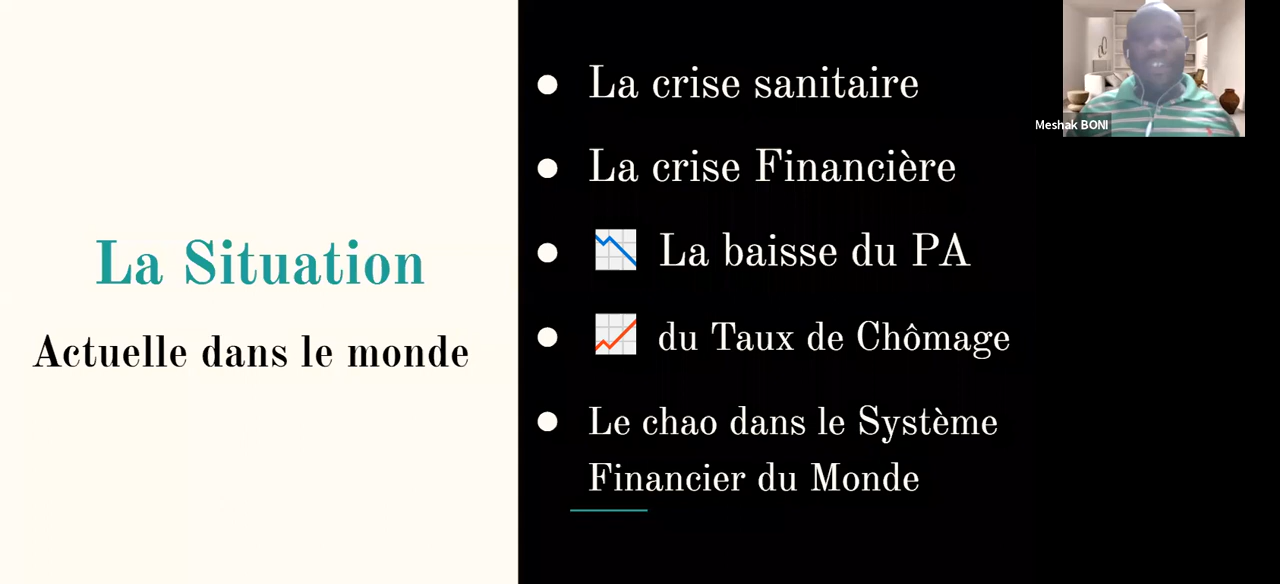 La Situation
Actuelle dans le monde
La crise sanitaire
La crise Financière
La baisse du PA
du Taux de Chômage
Le chao dans le Système
Financier du Monde
Meshak BONI